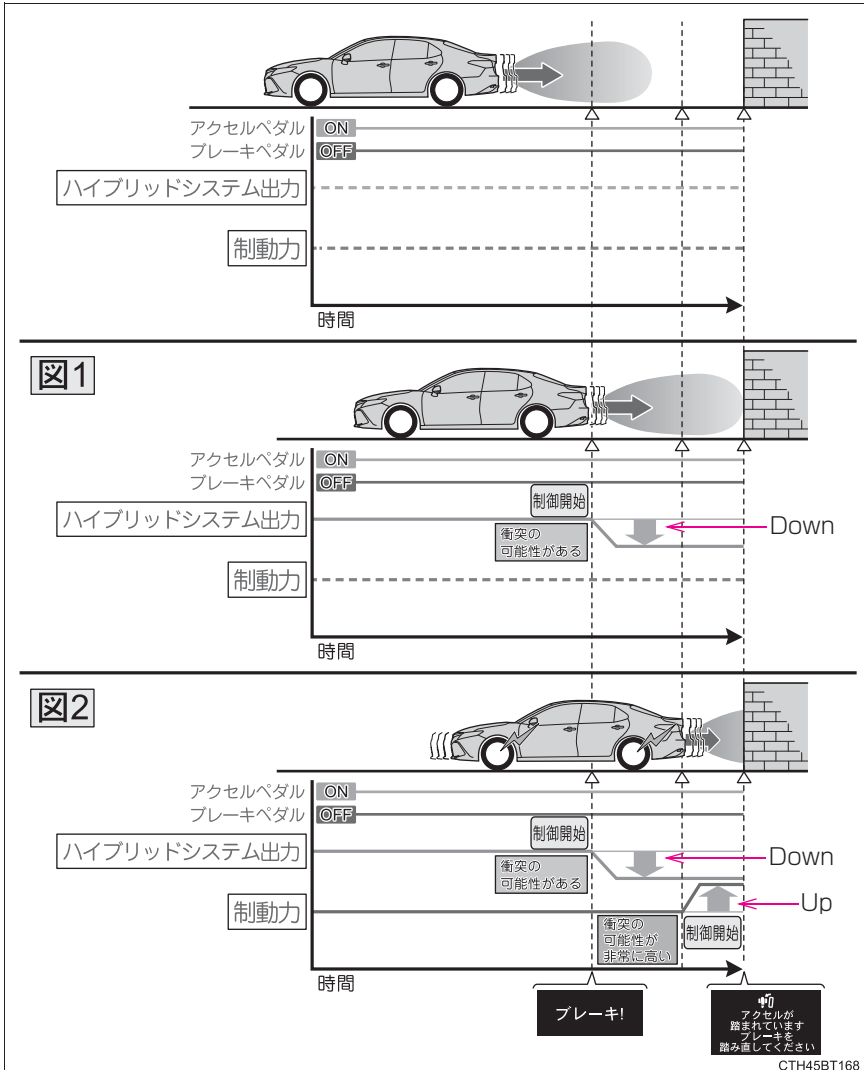 アクセルペダル ON
ブレーキペダル OFF
ハイブリッドシステム出力
制動力
時間
図1
アクセルペダル ON
ブレーキペダル OFF
制御開始
ハイブリッドシステム出力
Down
衝突の
可能性がある
制動力
時間
図2
アクセルペダル ON
ブレーキペダル OFF
制御開始
ハイブリッドシステム出力
Down
衝突の
可能性がある
Up
制動力
衝突の
可能性が
非常に高い
制御開始
時間
ブレーキ!
アクセルが
踏まれています
ブレーキを
踏み直してください
CTH45BT168